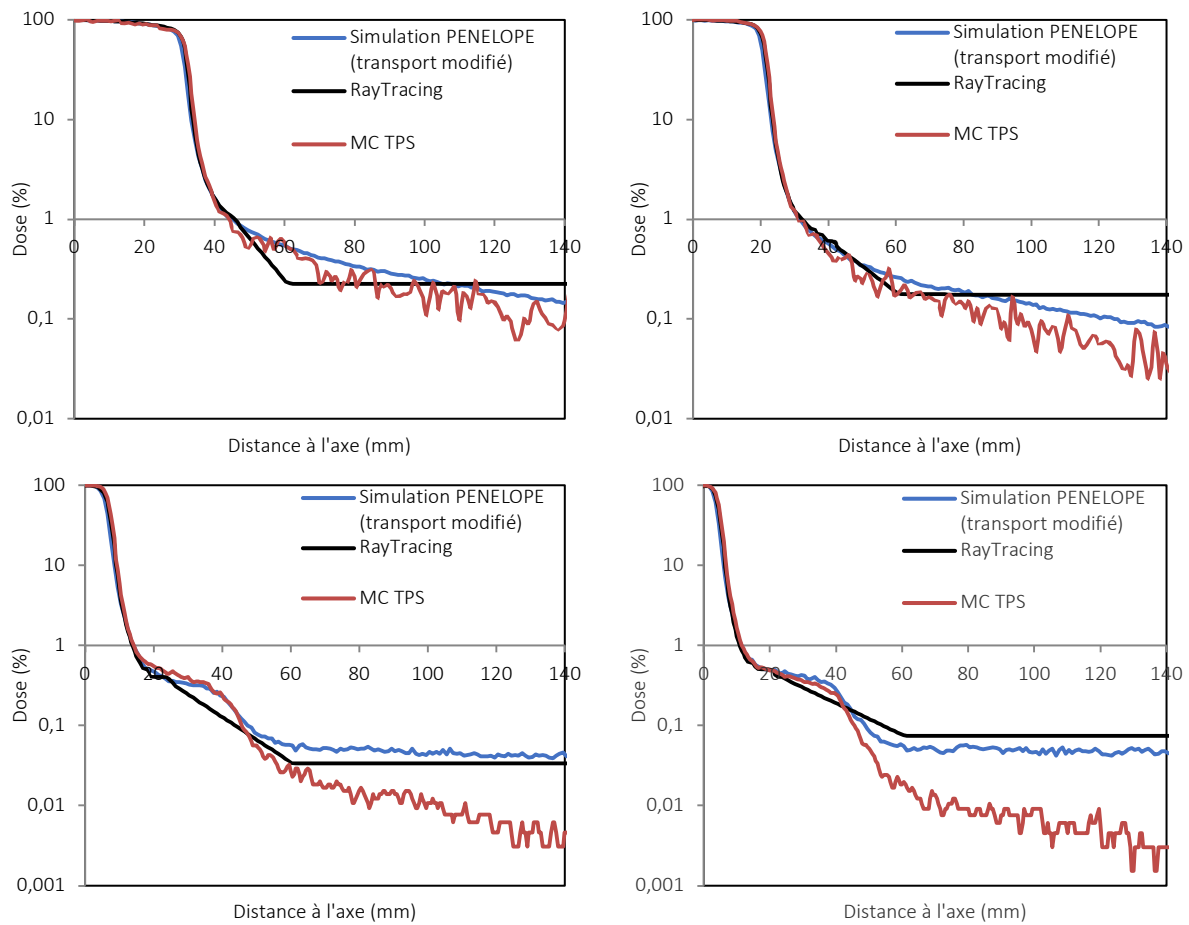 100
10
1
0,1
0,01
0 20 40 60 80 100 120 140
Dose (%)
Distance à l'axe (mm)
Simulation PENELOPE
(transport modifié)
RayTracing
MC TPS
100
10
1
0,1
0,01
0 20 40 60 80 100 120 140
Dose (%)
Distance à l'axe (mm)
Simulation PENELOPE
(transport modifié)
RayTracing
MC TPS
100
10
1
0,1
0,01
0,001
0 20 40 60 80 100 120 140
Dose (%)
Distance à l'axe (mm)
Simulation PENELOPE
(transport modifié)
RayTracing
MC TPS
100
10
1
0,1
0,01
0,001
0 20 40 60 80 100 120 140
Dose (%)
Distance à l'axe (mm)
Simulation PENELOPE
(transport modifié)
RayTracing
MC TPS